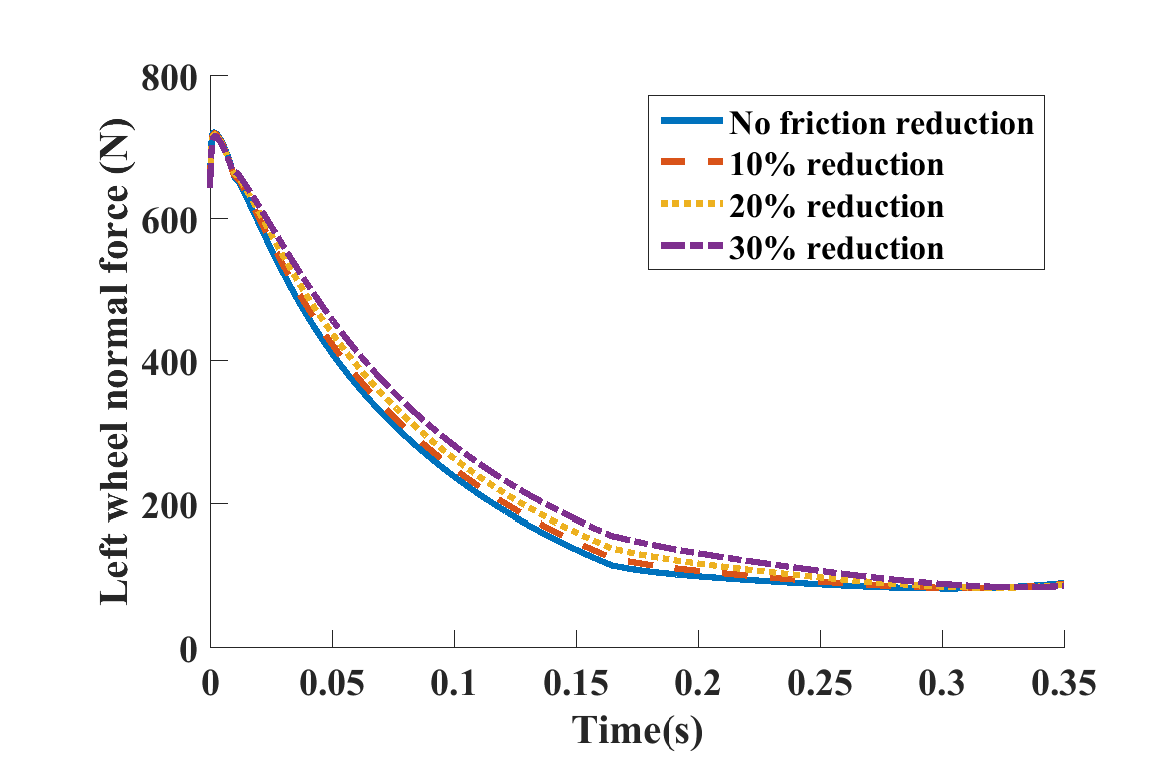 800
600
400
200
0
Left wheel normal force (N)
No friction reduction
10% reduction
20% reduction
30% reduction
0 0.05 0.1 0.15 0.2 0.25 0.3 0.35
Time(s)